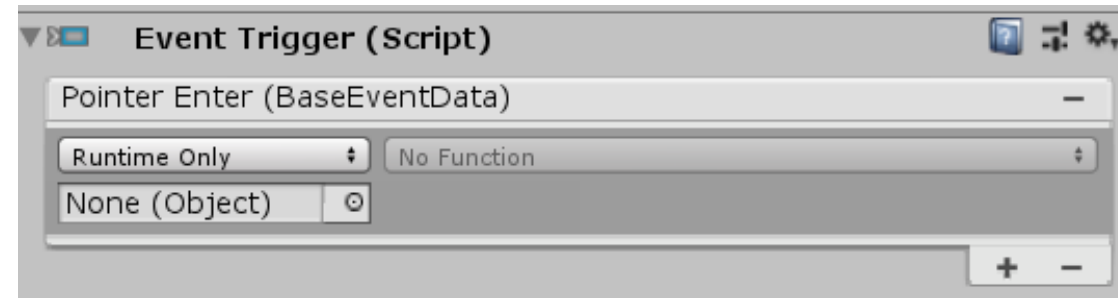 Event Trigger (Script)
Pointer Enter (BaseEventData)
Runtime Only No Function
None (Object)